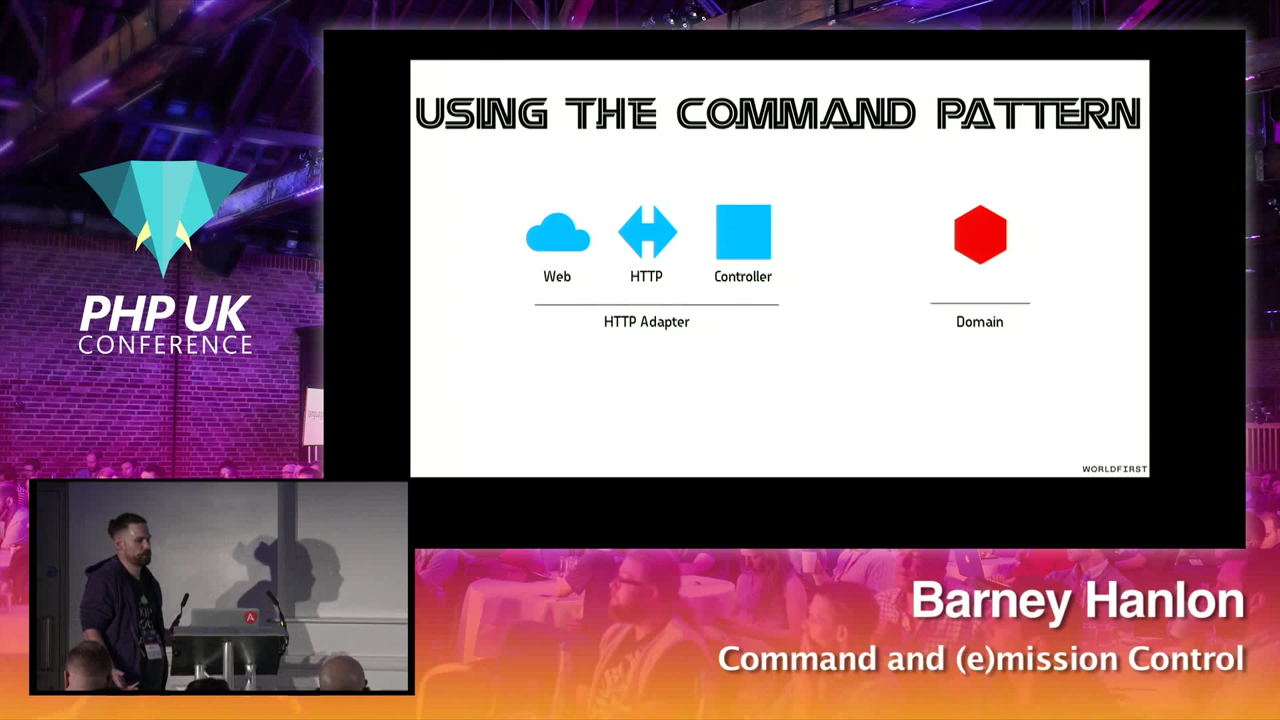 USING THE COMMAND PATTERN
Web
HTTP
Controller
HTTP Adapter
Domain
WORLDFIRST
PHP UK
CONFERENCE
Barney Hanlon
Command and (e)mission Control